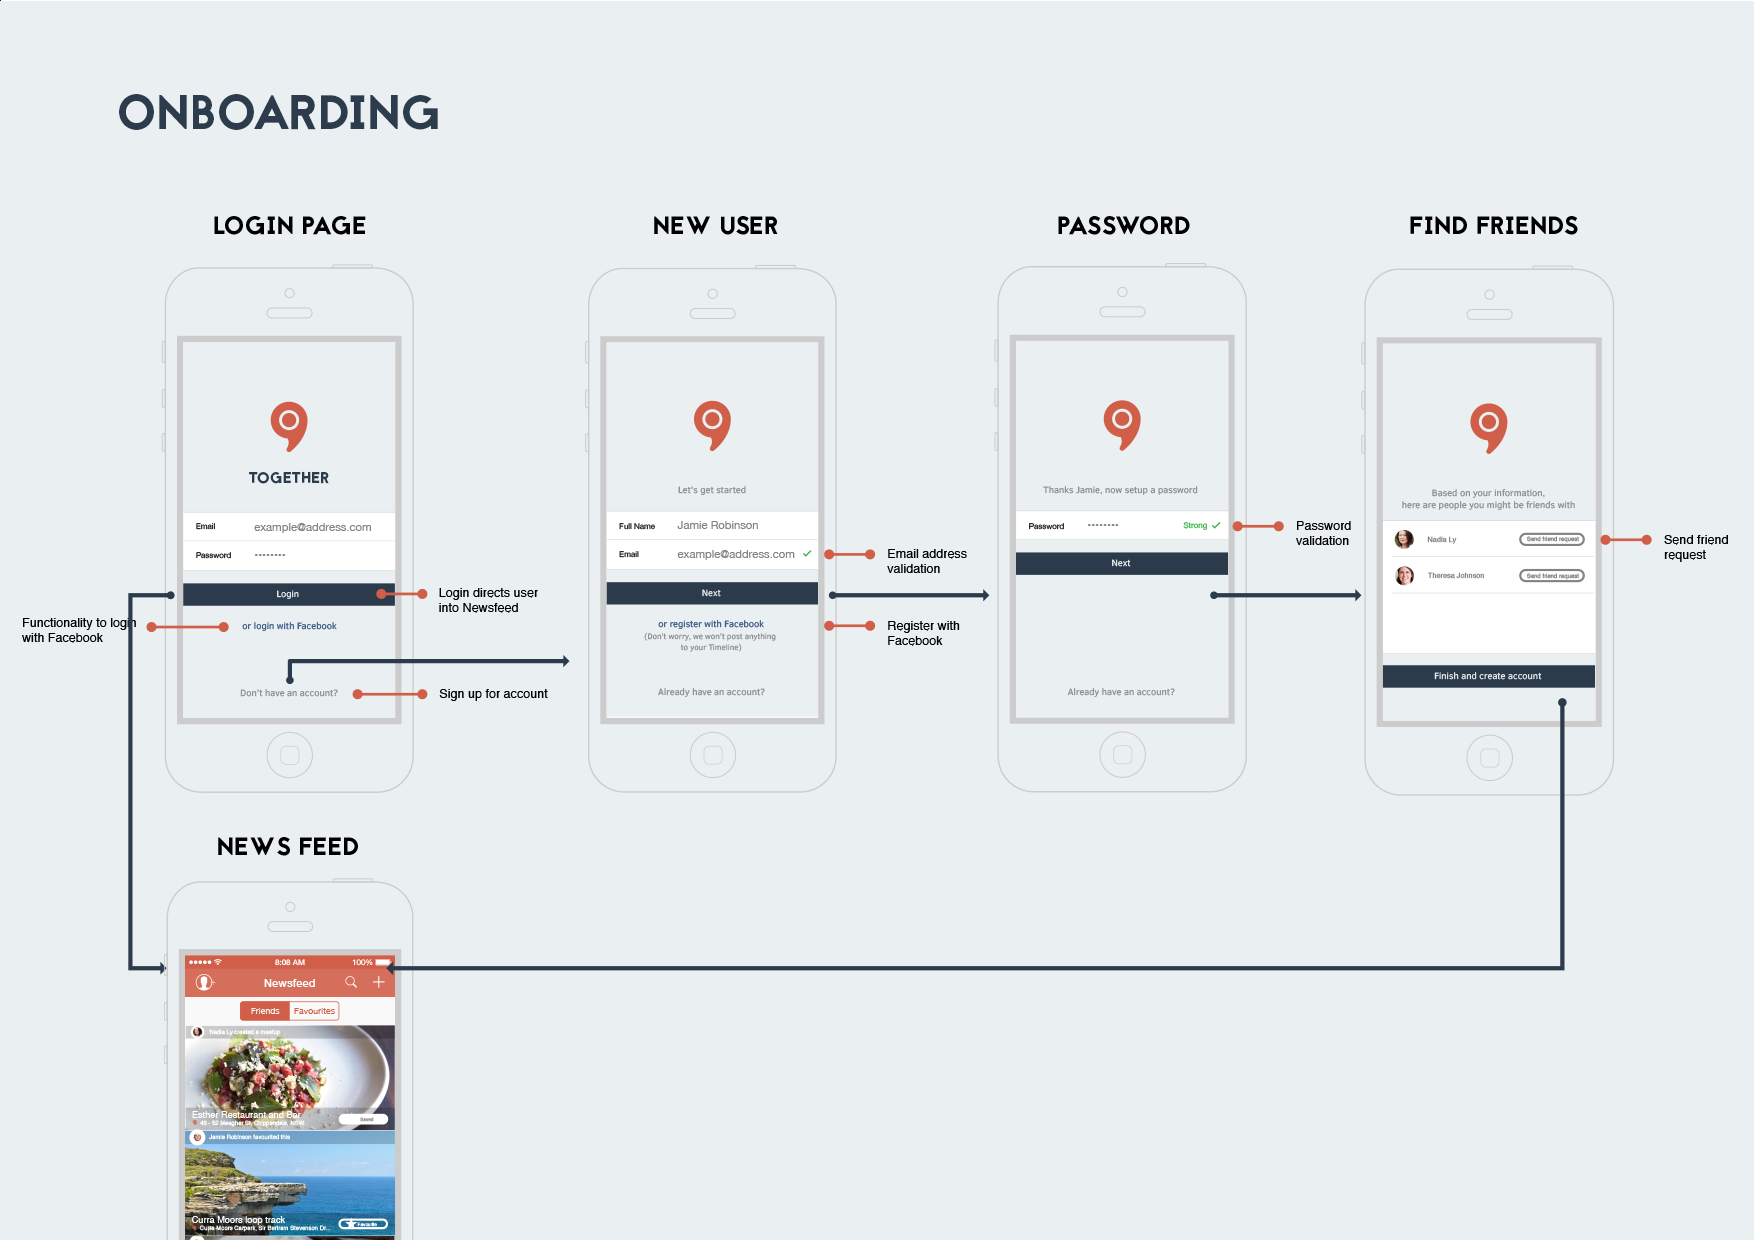 ONBOARDING
LOGIN PAGE
TOGETHER
Email example@address.com
Password --------
Login
or login with Facebook
Don't have an account?
Login directs user
into Newsfeed
Functionality to login
with Facebook
Sign up for account
NEW USER
Let's get started
Full Name Jamie Robinson
Email example@address.com
Next
or register with Facebook
(Don't worry, we won't post anything
to your Timeline)
Already have an account?
Email address
validation
Register with
Facebook
PASSWORD
Thanks Jamie, now setup a password
Password -------- Strong
Next
Already have an account?
Password
validation
FIND FRIENDS
Based on your information,
here are people you might be friends with
Nadia Ly Send friend request
Theresa Johnson Send friend request
Finish and create account
Send friend
request
NEWS FEED
8:08 AM 100%
Newsfeed
Friends Favourites
Nadia Ly created a meetup
Esther Restaurant and Bar
46 - 52 Meagher St, Chippendale, NSW
Saved
Jamie Robinson favourited this
Curra Moors loop track
Curra Moors Carpark, Sir Bertram Stevenson Dr...
Favourite